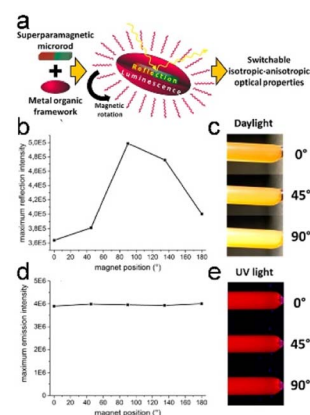 a
Superparamagnetic
microrod
+
Metal organic
framework
Reflection
Luminescence
Magnetic
rotation
Switchable
isotropic-anisotropic
optical properties
b
maximum reflection intensity
5,0E5
4,8E5
4,6E5
4,4E5
4,2E5
4,0E5
3,8E5
3,6E5
0 20 40 60 80 100 120 140 160 180
magnet position (°)
c
Daylight
0°
45°
90°
d
maximum emission intensity
6E6
5E6
4E6
3E6
2E6
1E6
0
0 20 40 60 80 100 120 140 160 180
magnet position (°)
e
UV light
0°
45°
90°